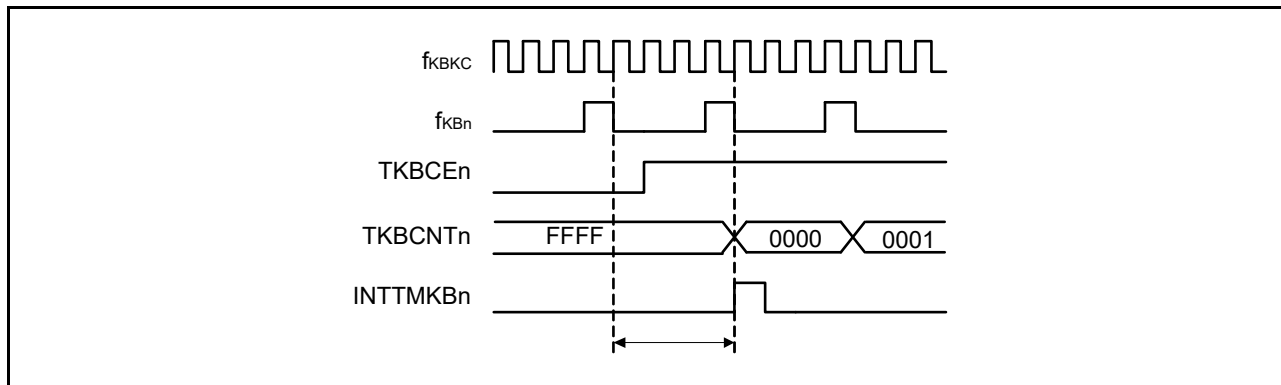 fKBKC
fKBn
TKBCEn
TKBCNTn FFFF 0000 0001
INTTMKBn